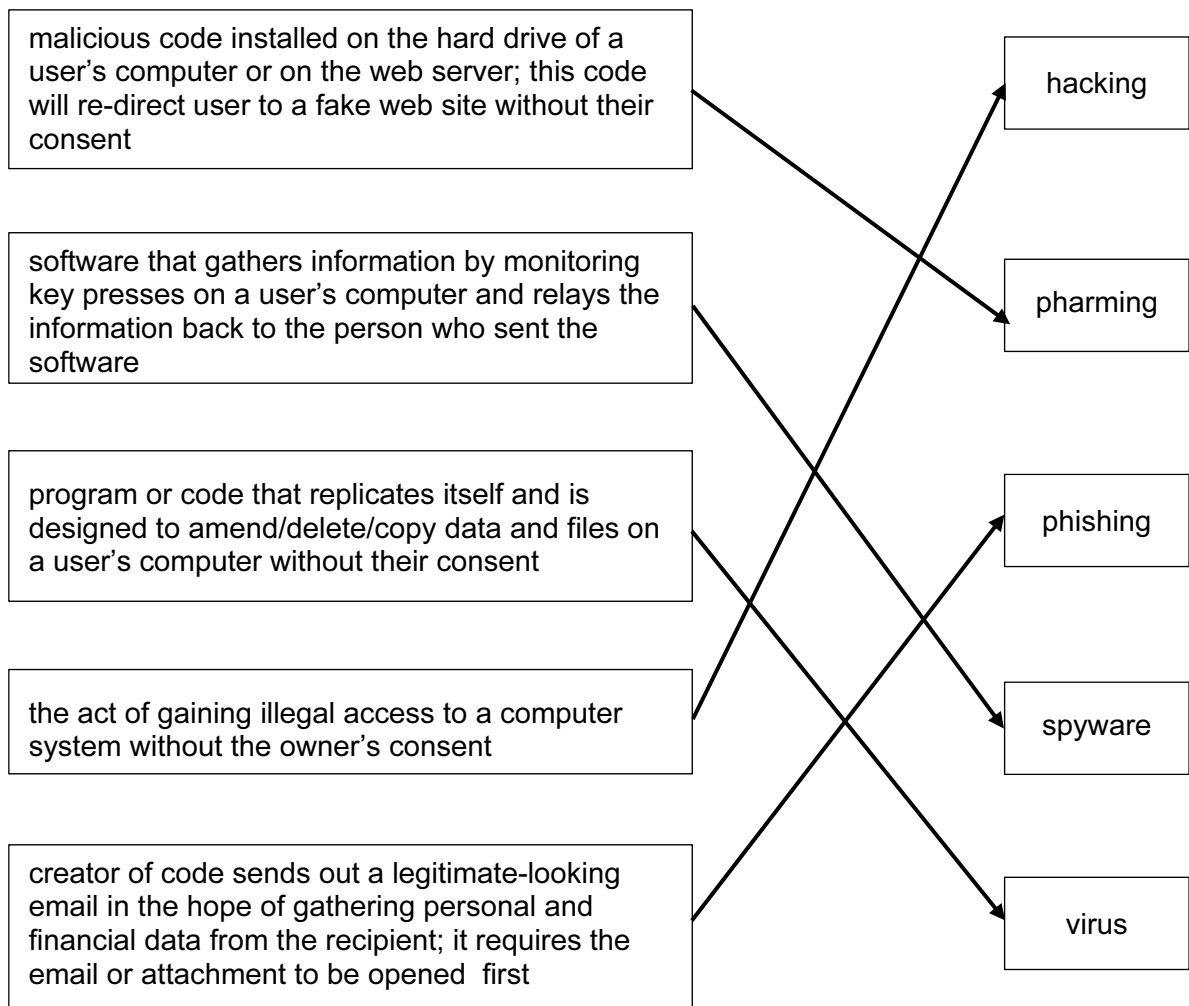 malicious code installed on the hard drive of a
user’s computer or on the web server; this code
will re-direct user to a fake web site without their
consent
hacking
software that gathers information by monitoring
key presses on a user’s computer and relays the
information back to the person who sent the
software
pharming
program or code that replicates itself and is
designed to amend/delete/copy data and files on
a user’s computer without their consent
phishing
the act of gaining illegal access to a computer
system without the owner’s consent
spyware
creator of code sends out a legitimate-looking
email in the hope of gathering personal and
financial data from the recipient; it requires the
email or attachment to be opened first
virus